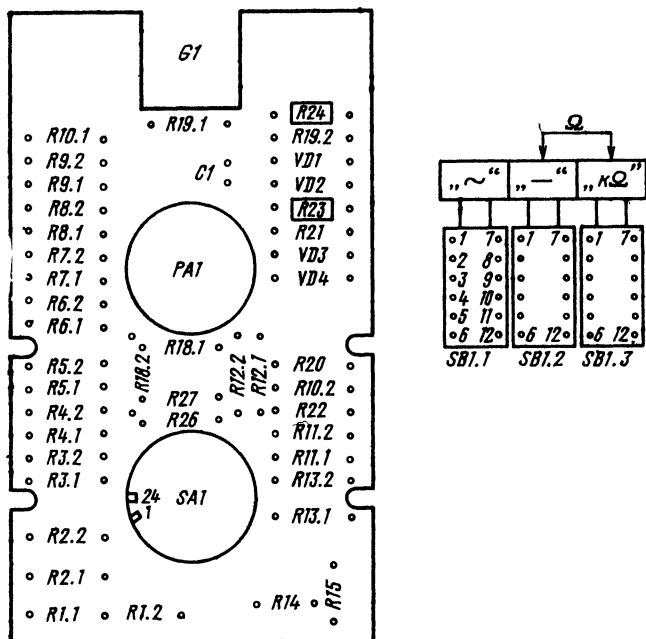 G1
R19.1
R24
R10.1
R19.2
R9.2
C1
VD1
R9.1
VD2
R8.2
R23
R8.1
R21
R7.2
PA1
VD3
R7.1
VD4
R6.2
R6.1
R18.1
R5.2
R18.2
R12.2
R12.1
R20
R5.1
R27
R10.2
R4.2
R26
R22
R4.1
R11.2
R3.2
R11.1
R3.1
24
SA1
R13.2
1
R13.1
R2.2
R2.1
R15
R1.1
R1.2
R14
Ω
„~“
„—“
„кΩ”
1 7
2 8
3 9
4 10
5 11
6 12
SB1.1
1 7
6 12
SB1.2
1 7
6 12
SB1.3